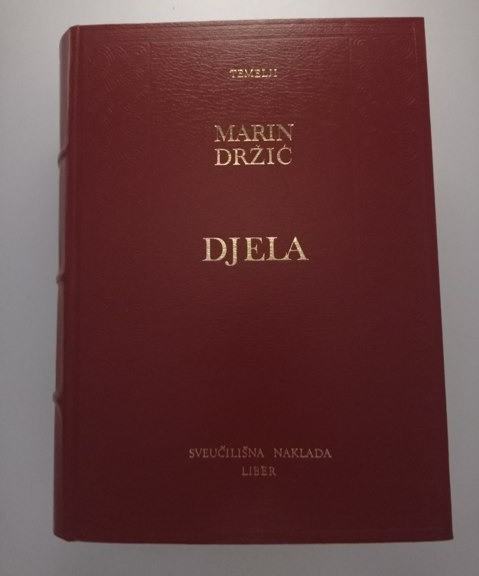 TEMELJI
MARIN
DRŽIĆ
DJELA
SVEUČILIŠNA NAKLADA
LIBER